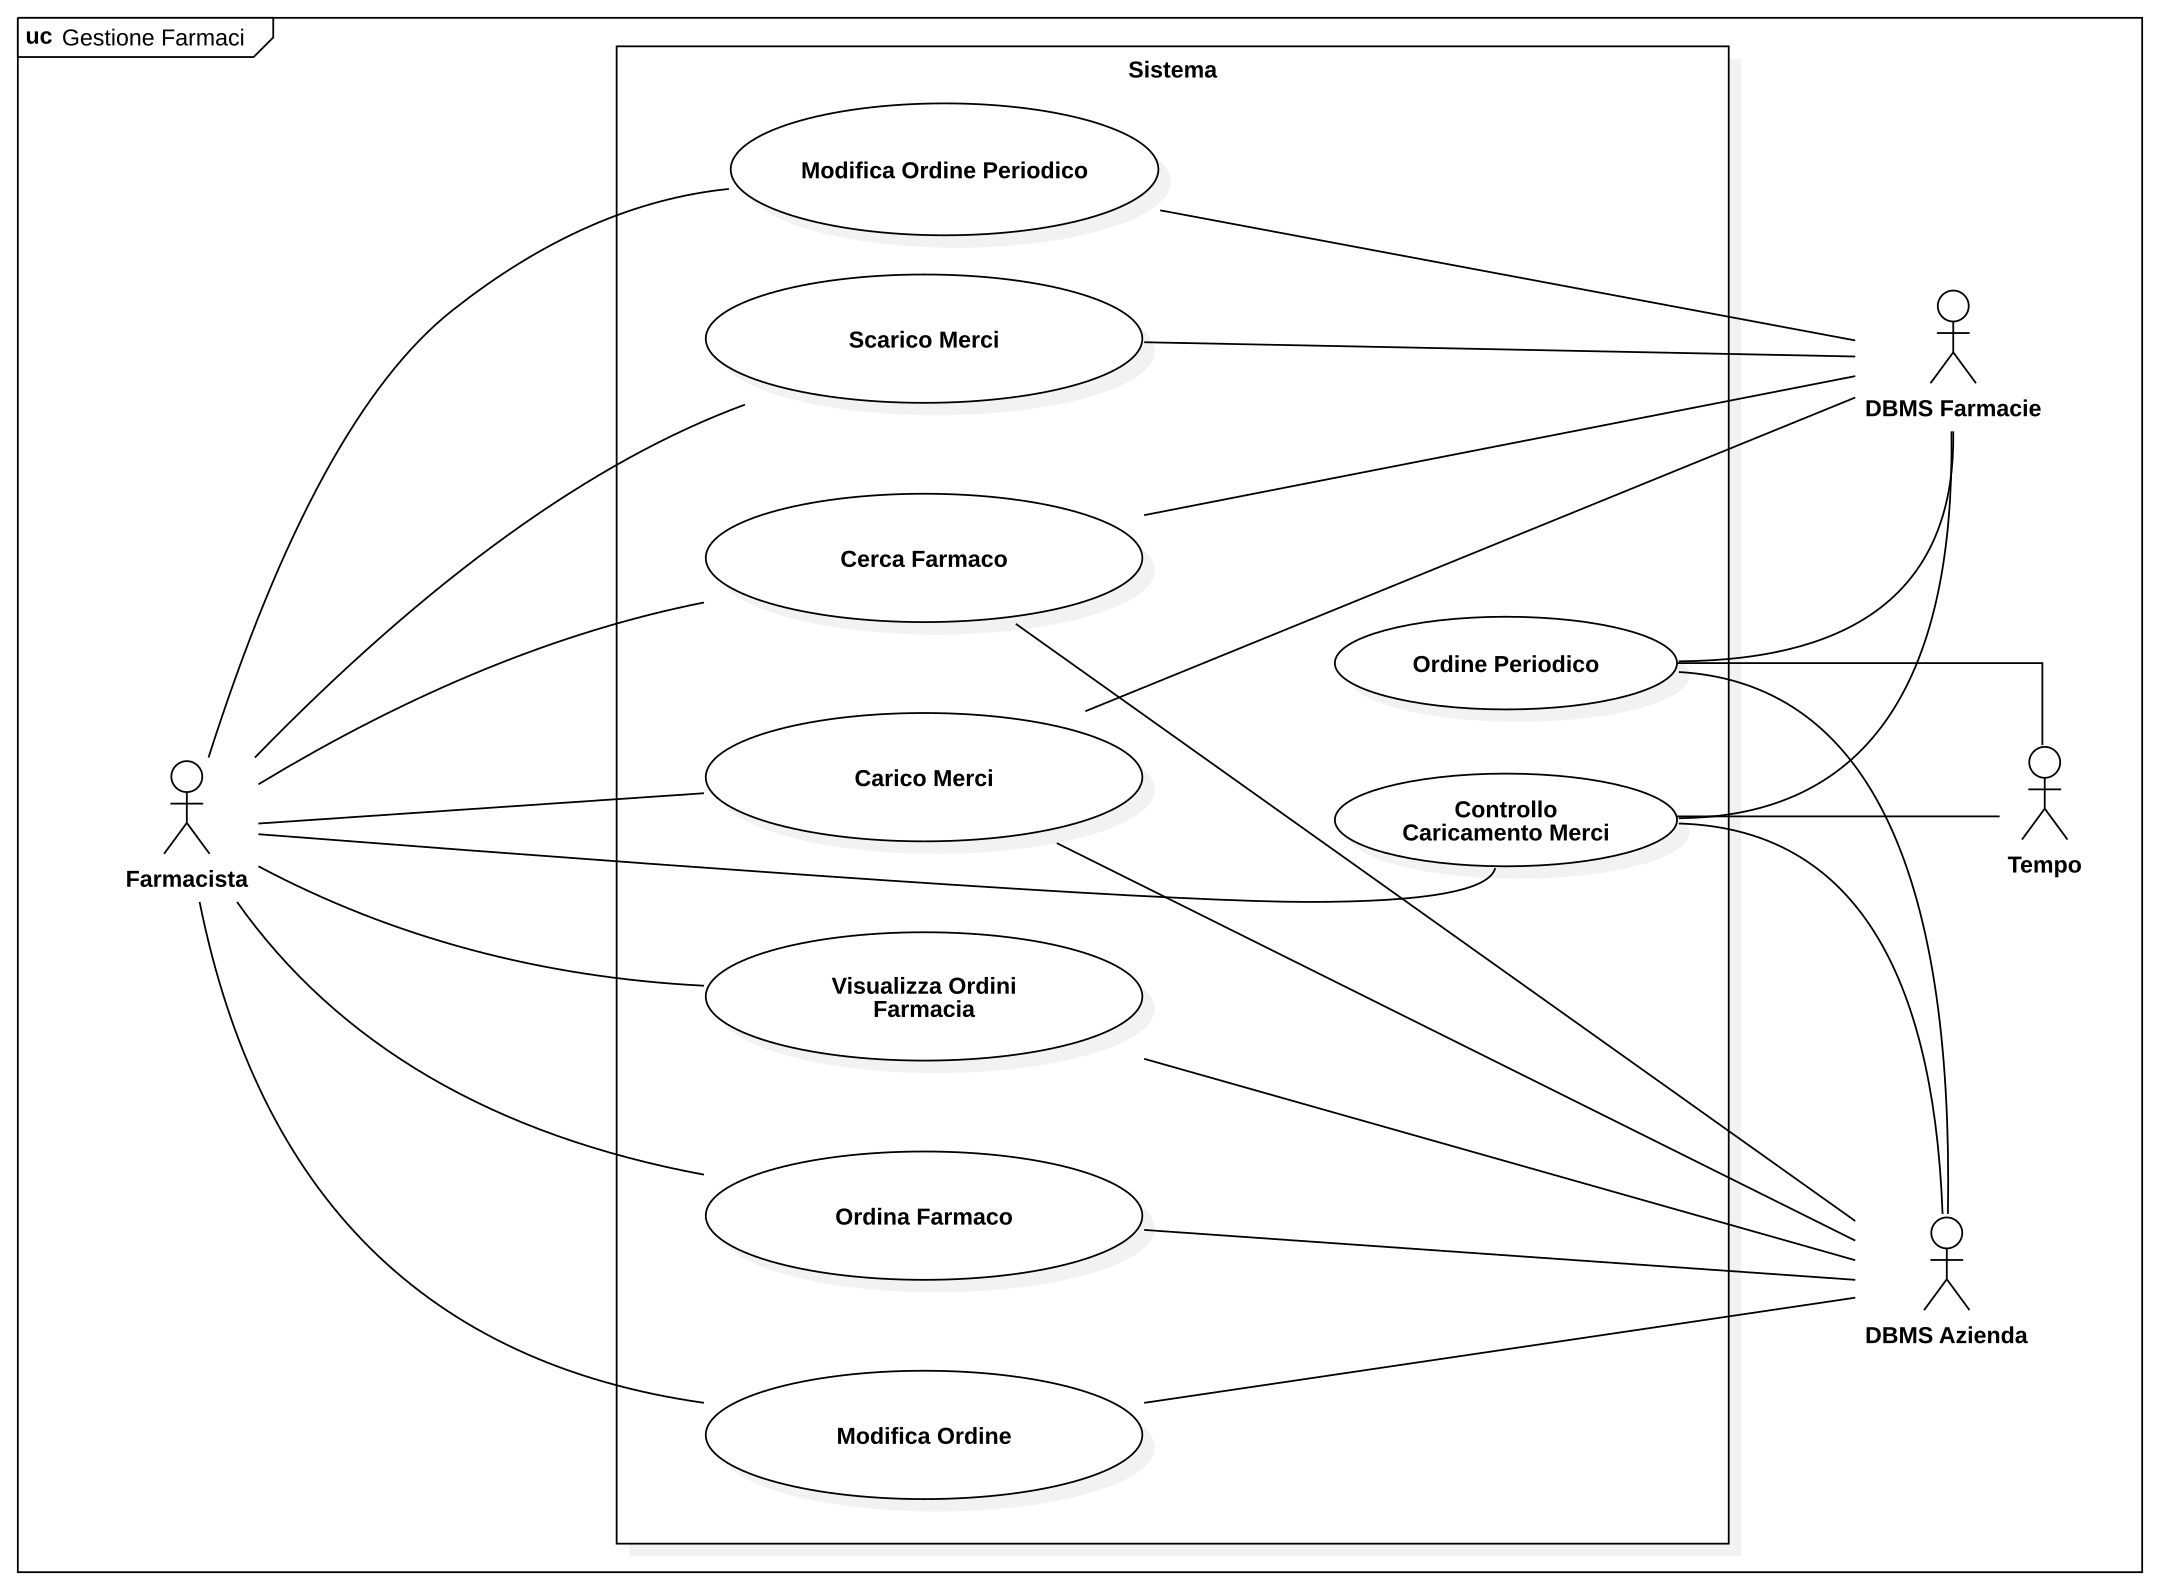 uc Gestione Farmaci
Sistema
Modifica Ordine Periodico
Scarico Merci
DBMS Farmacie
Cerca Farmaco
Ordine Periodico
Carico Merci
Controllo
Caricamento Merci
Tempo
Farmacista
Visualizza Ordini
Farmacia
Ordina Farmaco
DBMS Azienda
Modifica Ordine